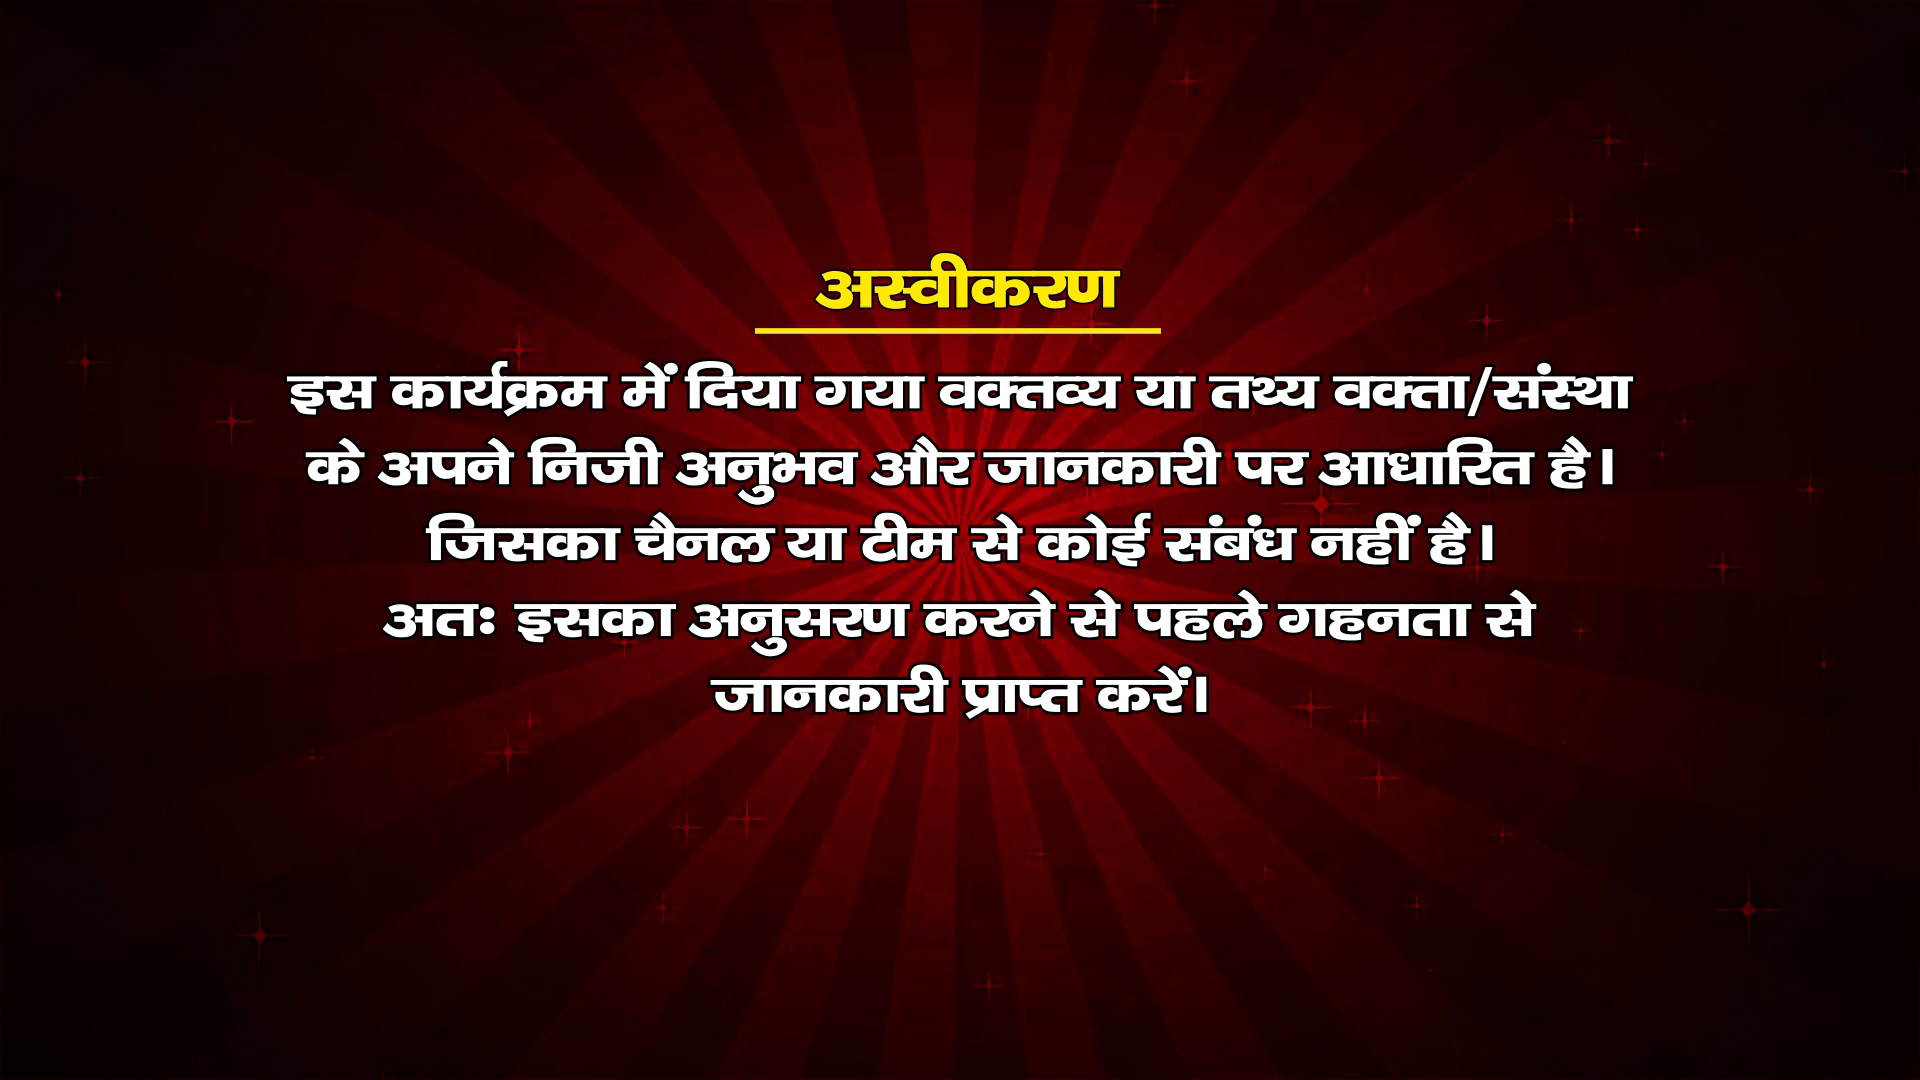 अस्वीकरण
इस कार्यक्रम में दिया गया वक्तव्य या तथ्य वक्ता/संस्था
के अपने निजी अनुभव और जानकारी पर आधारित है।
जिसका चैनल या टीम से कोई संबंध नहीं है।
अतः इसका अनुसरण करने से पहले गहनता से
जानकारी प्राप्त करें।